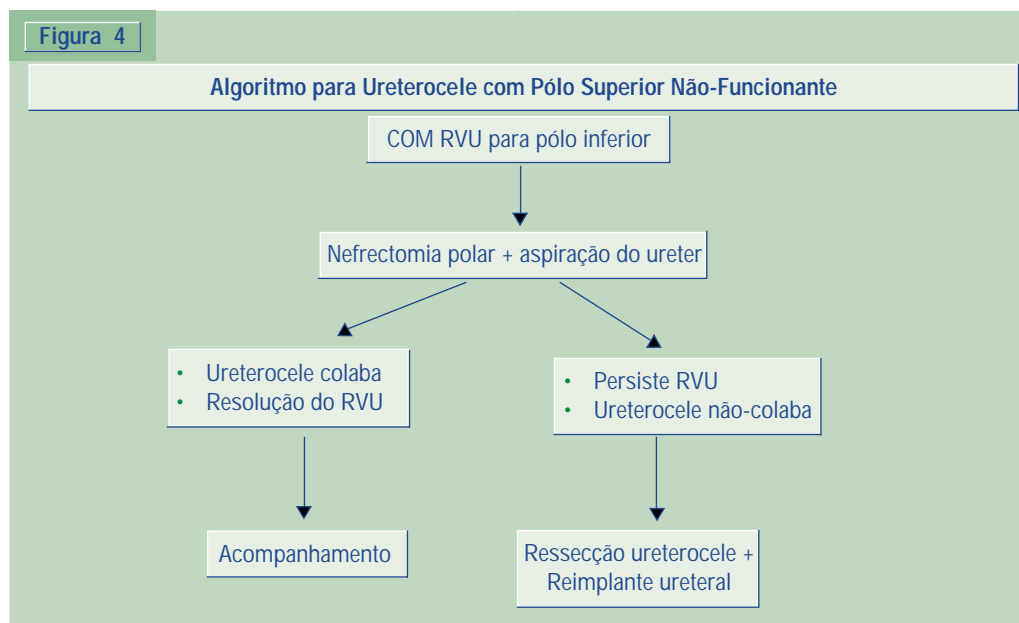 Figura 4
Algoritmo para Ureterocele com Pólo Superior Não-Funcionante
COM RVU para pólo inferior
Nefrectomia polar + aspiração do ureter
• Ureterocele colaba
• Resolução do RVU
• Persiste RVU
• Ureterocele não-colaba
Acompanhamento
Ressecção ureterocele +
Reimplante ureteral